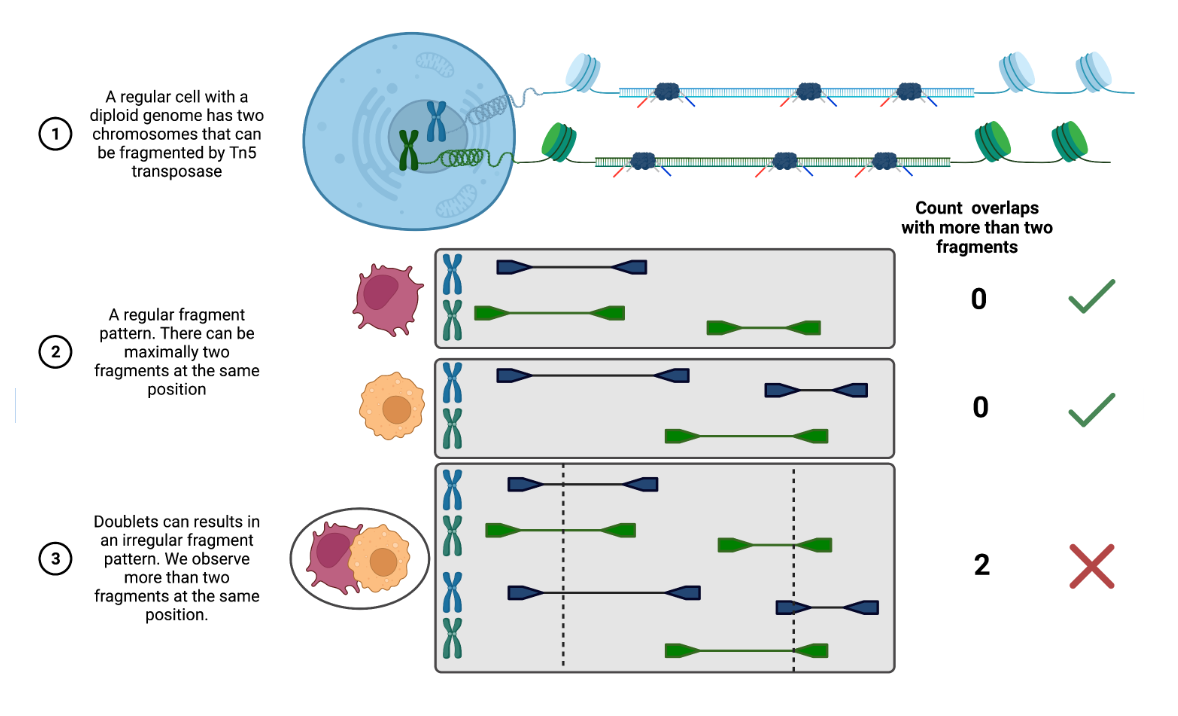 1
A regular cell with a
diploid genome has two
chromosomes that can
be fragmented by Tn5
transposase
Count overlaps
with more than two
fragments
2
A regular fragment
pattern. There can be
maximally two
fragments at the same
position
0
0
3
Doublets can results in
an irregular fragment
pattern. We observe
more than two
fragments at the same
position.
2